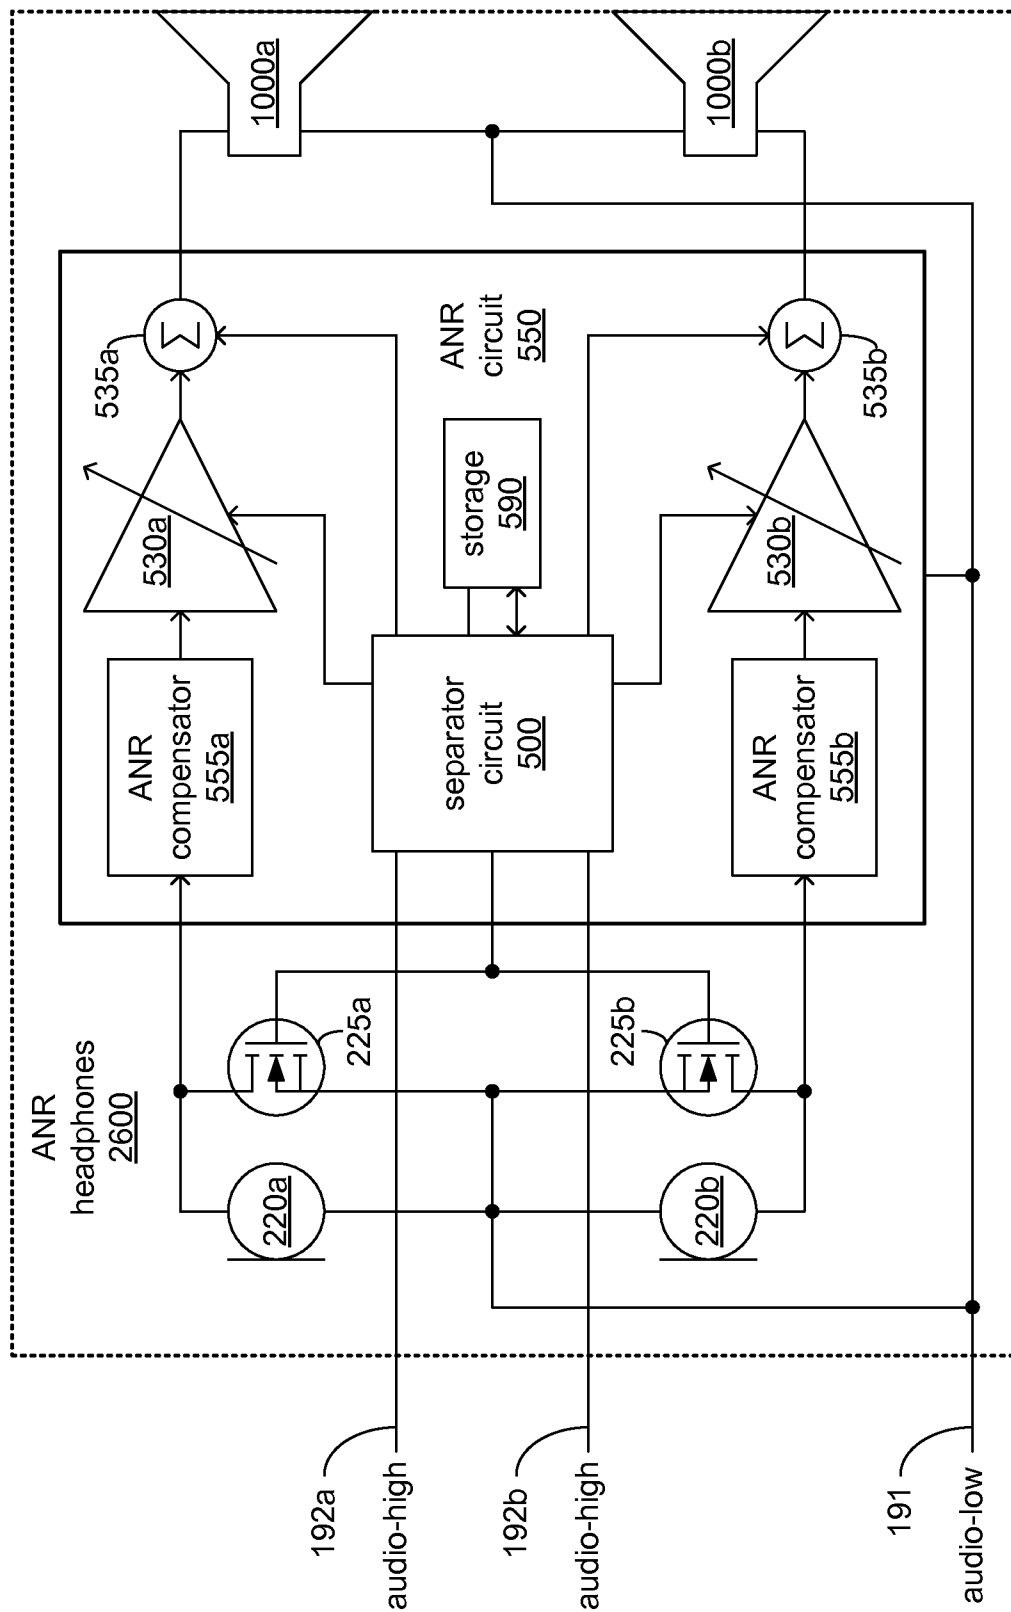 ANR
headphones
2600
220a
220b
225a
225b
ANR
compensator
555a
ANR
compensator
555b
separator
circuit
500
storage
590
ANR
circuit
550
530a
530b
535a
Σ
535b
Σ
1000a
1000b
192a
audio-high
192b
audio-high
191
audio-low